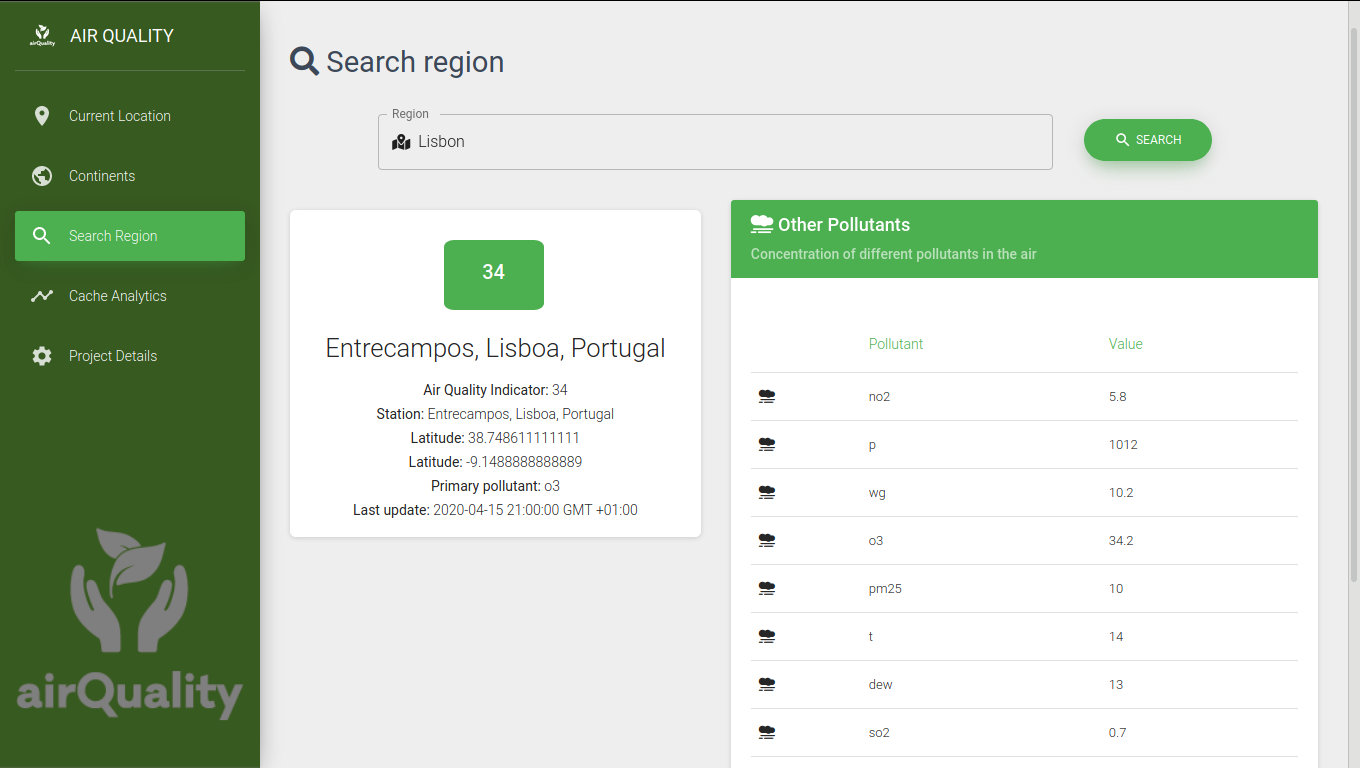 airQuality
AIR QUALITY
Current Location
Continents
Search Region
Cache Analytics
Project Details
airQuality
Search region
Region
Lisbon
SEARCH
34
Entrecampos, Lisboa, Portugal
Air Quality Indicator: 34
Station: Entrecampos, Lisboa, Portugal
Latitude: 38.748611111111
Latitude: -9.1488888888889
Primary pollutant: o3
Last update: 2020-04-15 21:00:00 GMT +01:00
Other Pollutants
Concentration of different pollutants in the air
Pollutant Value
no2 5.8
p 1012
wg 10.2
o3 34.2
pm25 10
t 14
dew 13
so2 0.7